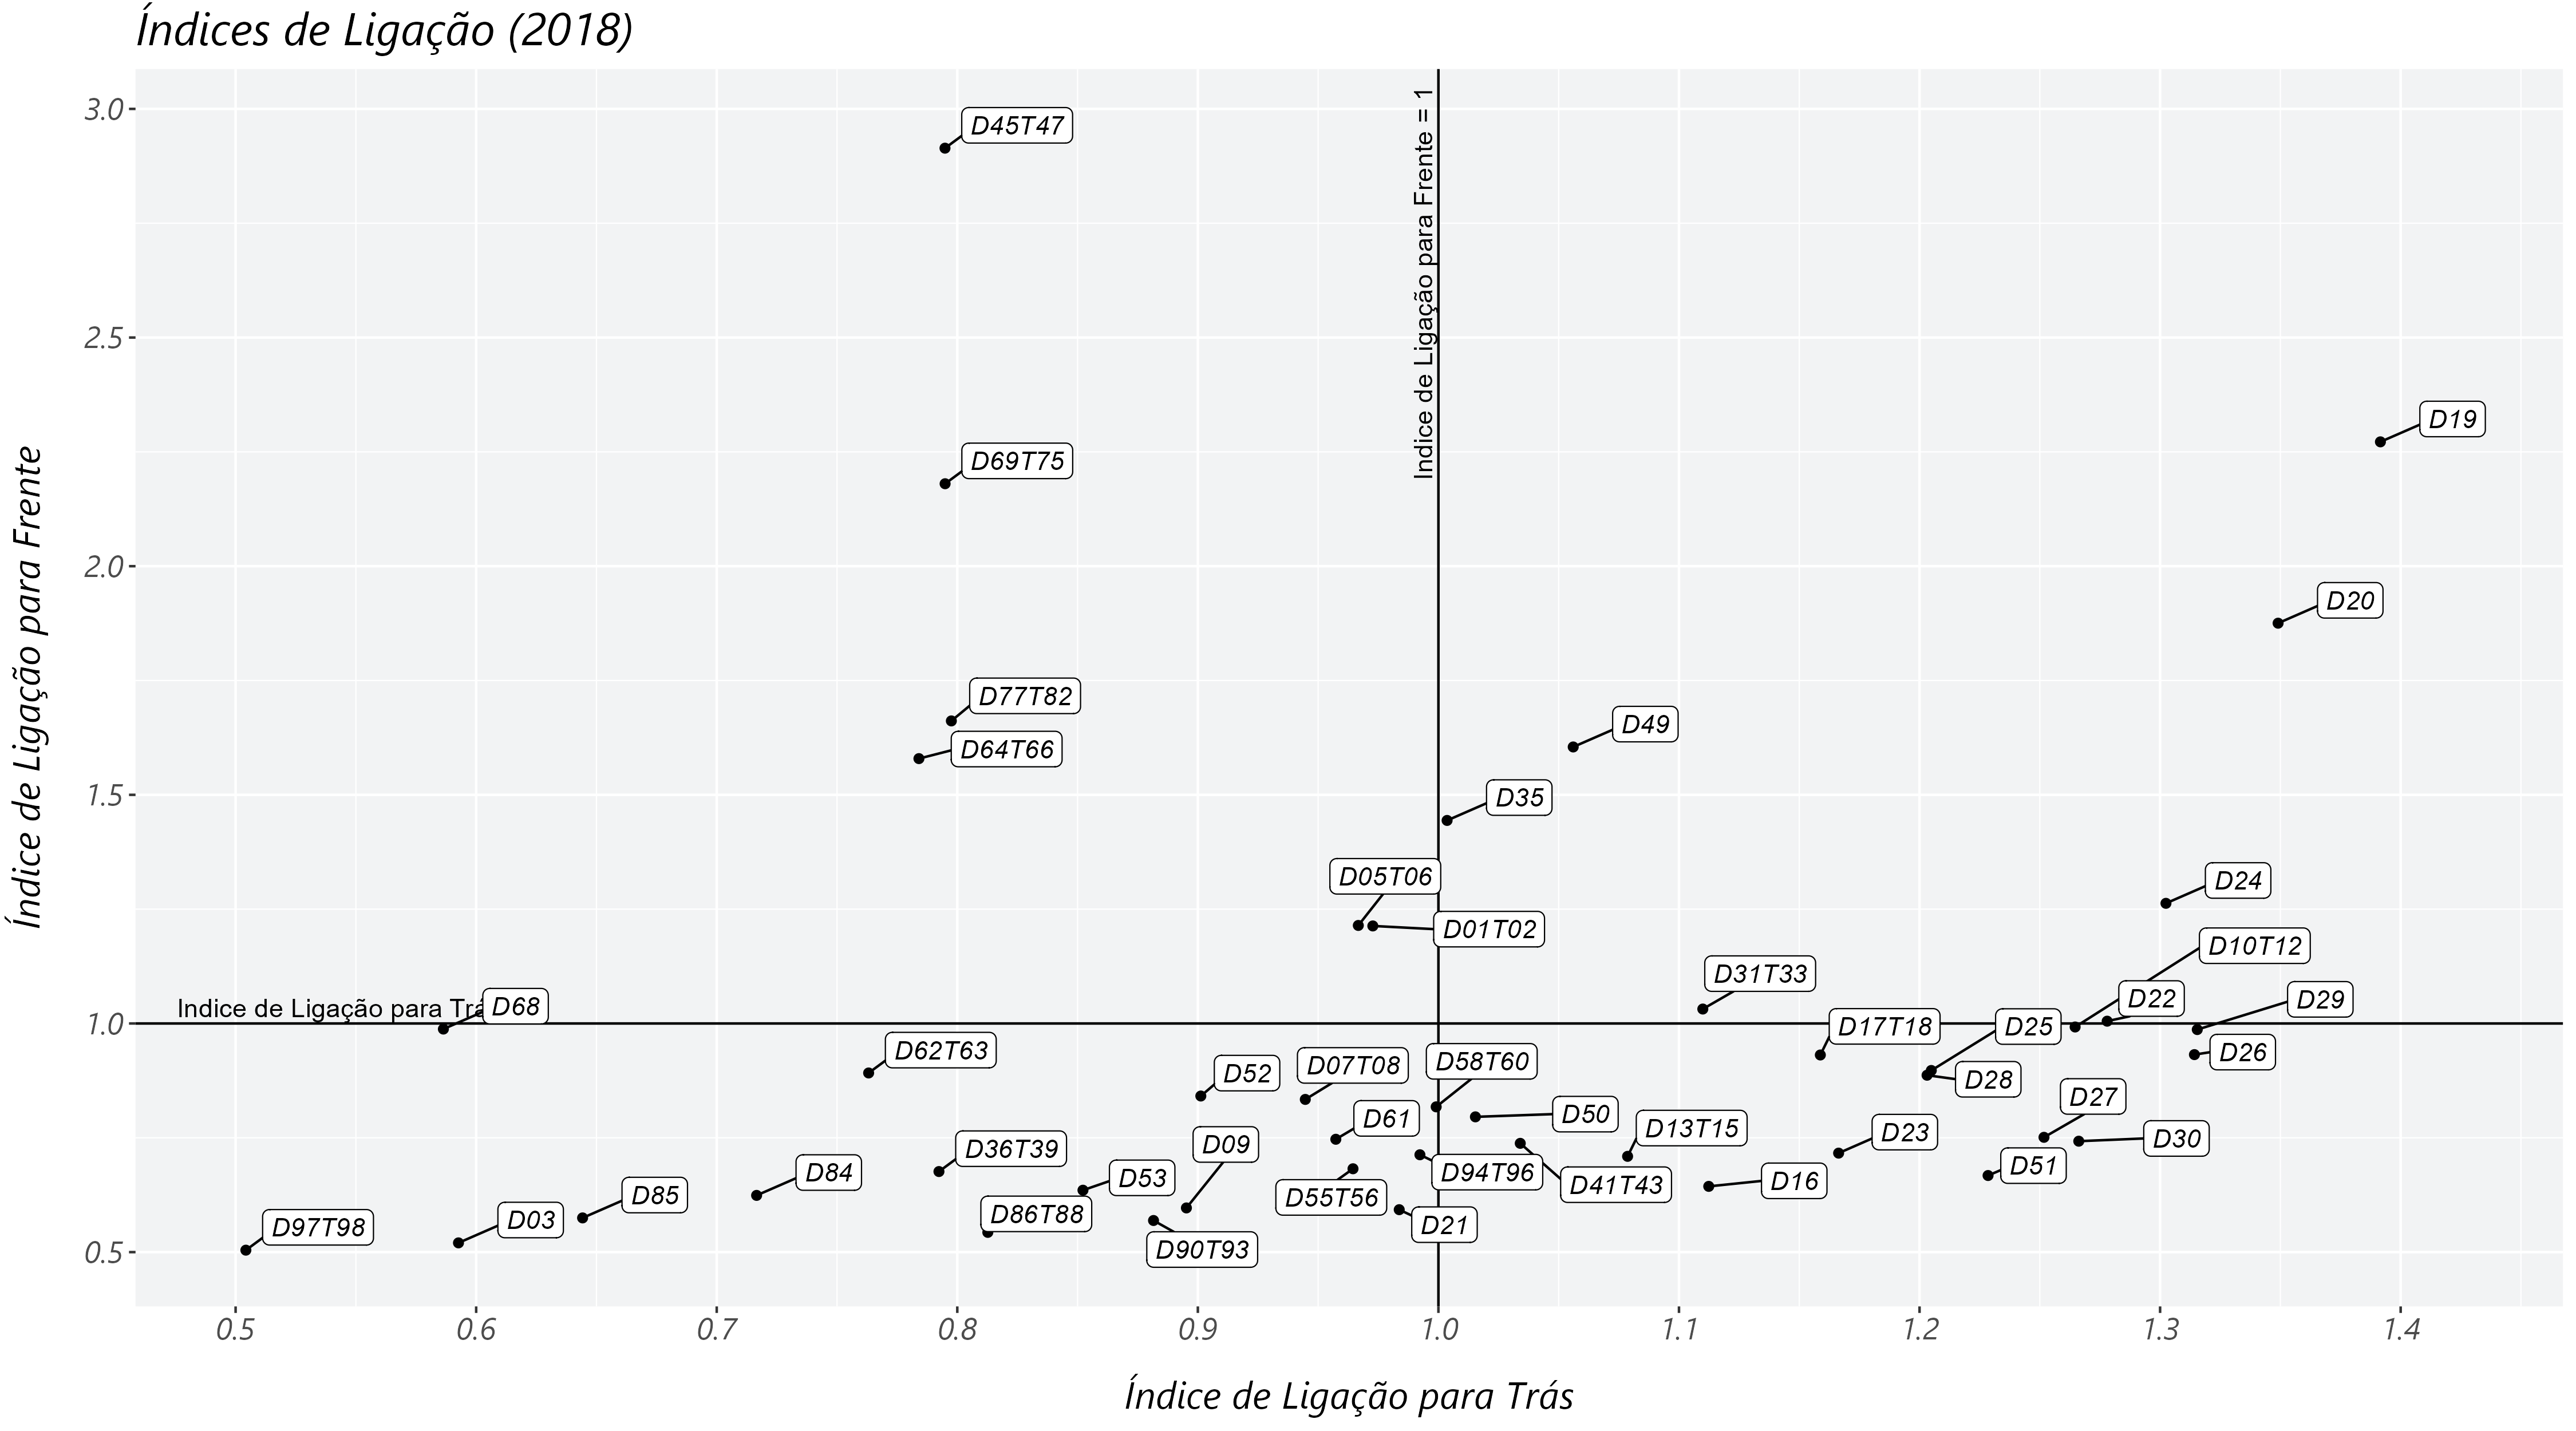 Índices de Ligação (2018)
Índice de Ligação para Frente
3.0
2.5
2.0
1.5
1.0
0.5
Indice de Ligação para Frente = 1
Indice de Ligação para
D45T47
D19
D69T75
D20
D77T82
D49
D64T66
D35
D05T06
D24
D01T02
D10T12
D31T33
D22
D29
D68
D17T18
D25
D62T63
D26
D58T60
D07T08
D52
D28
D27
D50
D61
D13T15
D23
D30
D09
D36T39
D94T96
D51
D84
D53
D16
D41T43
D85
D55T56
D86T88
D03
D21
D97T98
D90T93
0.5
0.6
0.7
0.8
0.9
1.0
1.1
1.2
1.3
1.4
Índice de Ligação para Trás